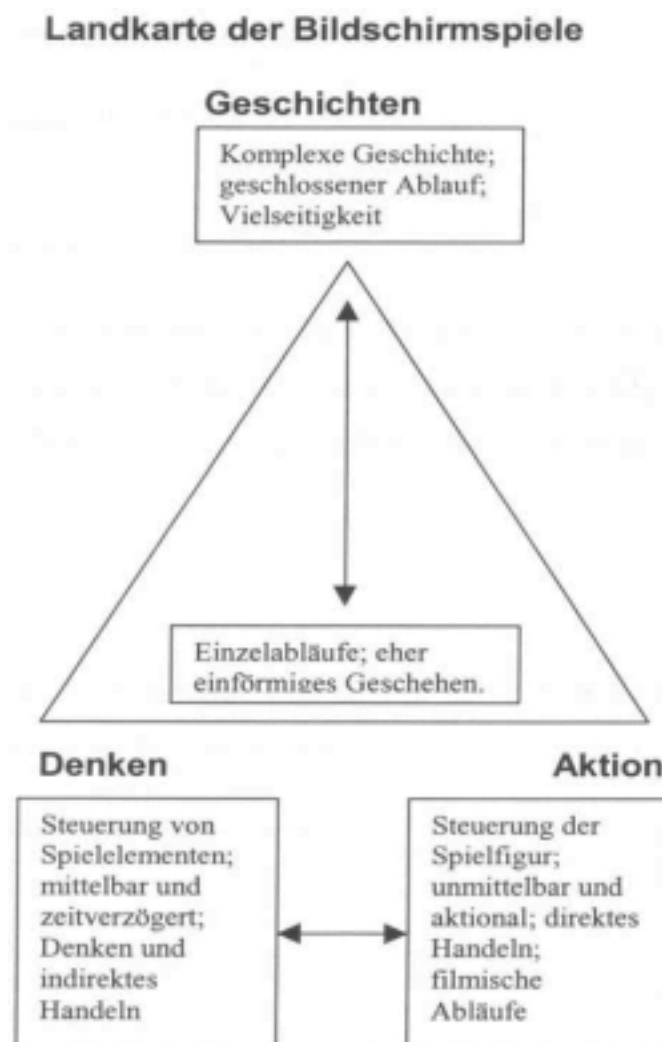 Landkarte der Bildschirmspiele
Geschichten
Komplexe Geschichte;
geschlossener Ablauf;
Vielseitigkeit
Einzelabläufe; eher
einförmiges Geschehen.
Denken
Steuerung von
Spielelementen;
mittelbar und
zeitverzögert;
Denken und
indirektes
Handeln
Aktion
Steuerung der
Spielfigur;
unmittelbar und
aktional; direktes
Handeln;
filmische
Abläufe